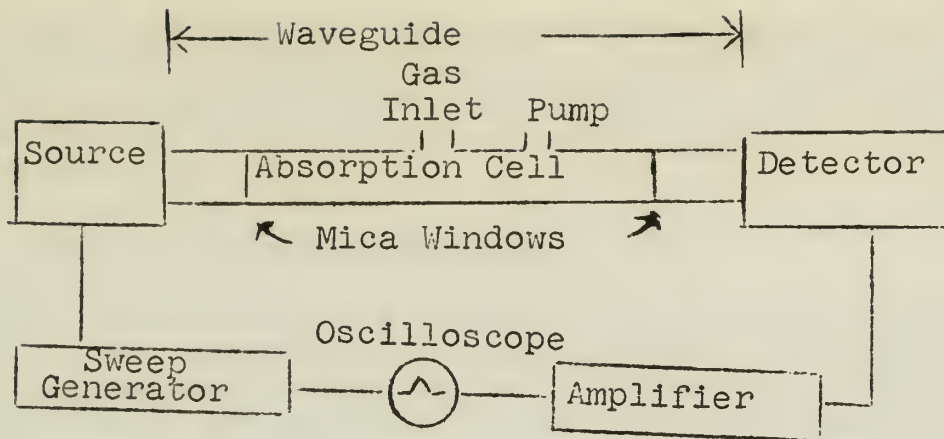 Waveguide
Gas
Inlet Pump
Source
Absorption Cell
Detector
Mica Windows
Oscilloscope
Sweep
Generator
Amplifier